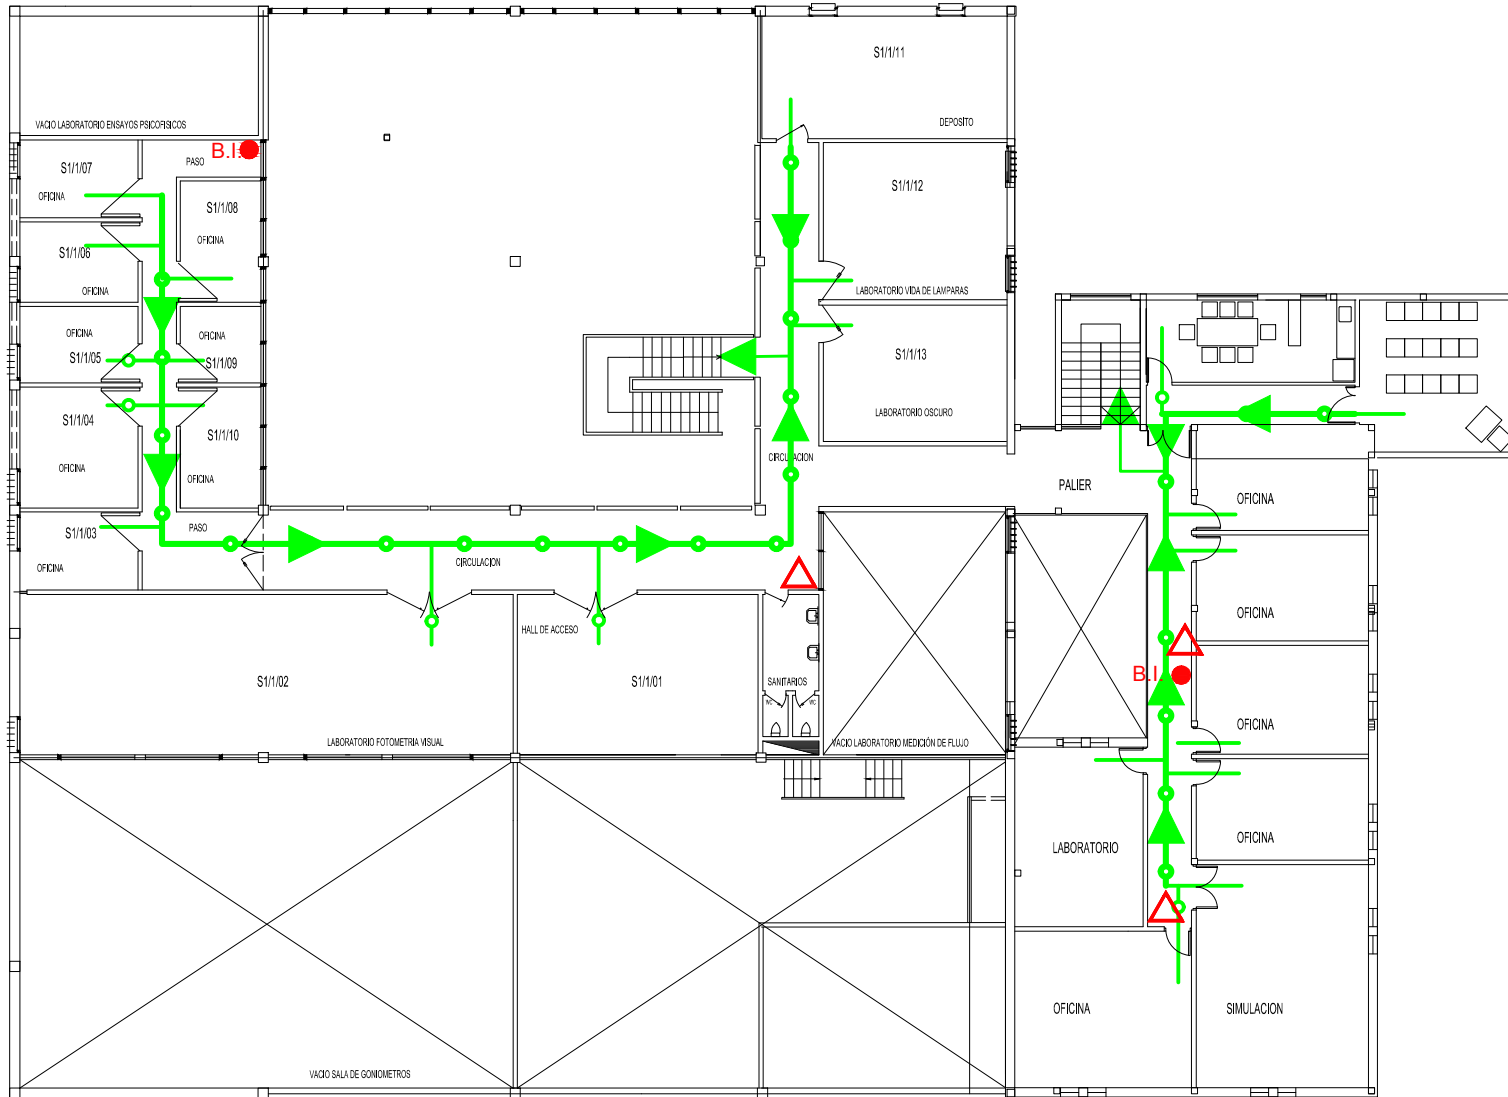 S1/1/11
VACIO LABORATORIO ENSAYOS PSICOFISICOS
DEPOSITO
B.I.
PASO
S1/1/07
OFICINA
S1/1/08
OFICINA
S1/1/12
S1/1/06
OFICINA
LABORATORIO VIDA DE LAMPARAS
OFICINA
OFICINA
S1/1/05
S1/1/09
S1/1/13
LABORATORIO OSCURO
S1/1/04
S1/1/10
CIRCULACION
OFICINA
OFICINA
PALIER
OFICINA
S1/1/03
PASO
OFICINA
CIRCULACION
OFICINA
HALL DE ACCESO
S1/1/02
S1/1/01
SANITARIOS
B.I.
WC
WC
LABORATORIO FOTOMETRIA VISUAL
VACIO LABORATORIO MEDICIÓN DE FLUJO
OFICINA
LABORATORIO
OFICINA
OFICINA
SIMULACION
VACIO SALA DE GONIOMETROS